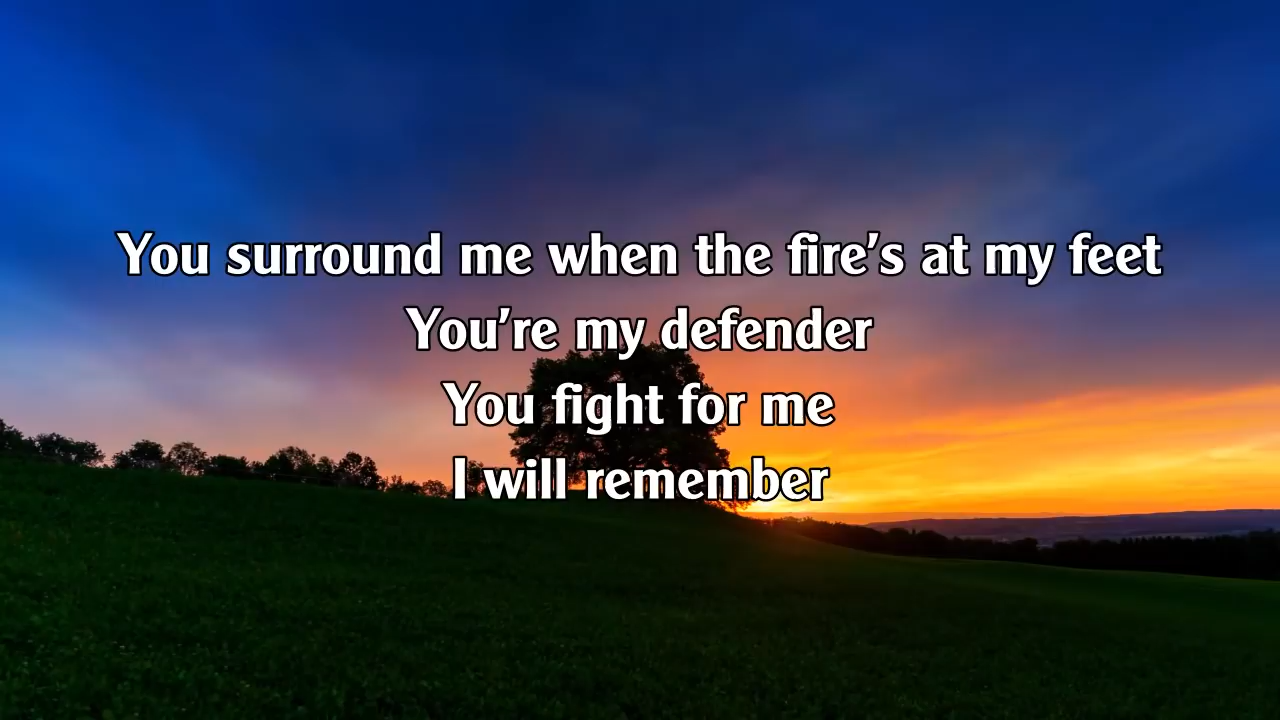 You surround me when the fire's at my feet
You're my defender
You fight for me
I will remember